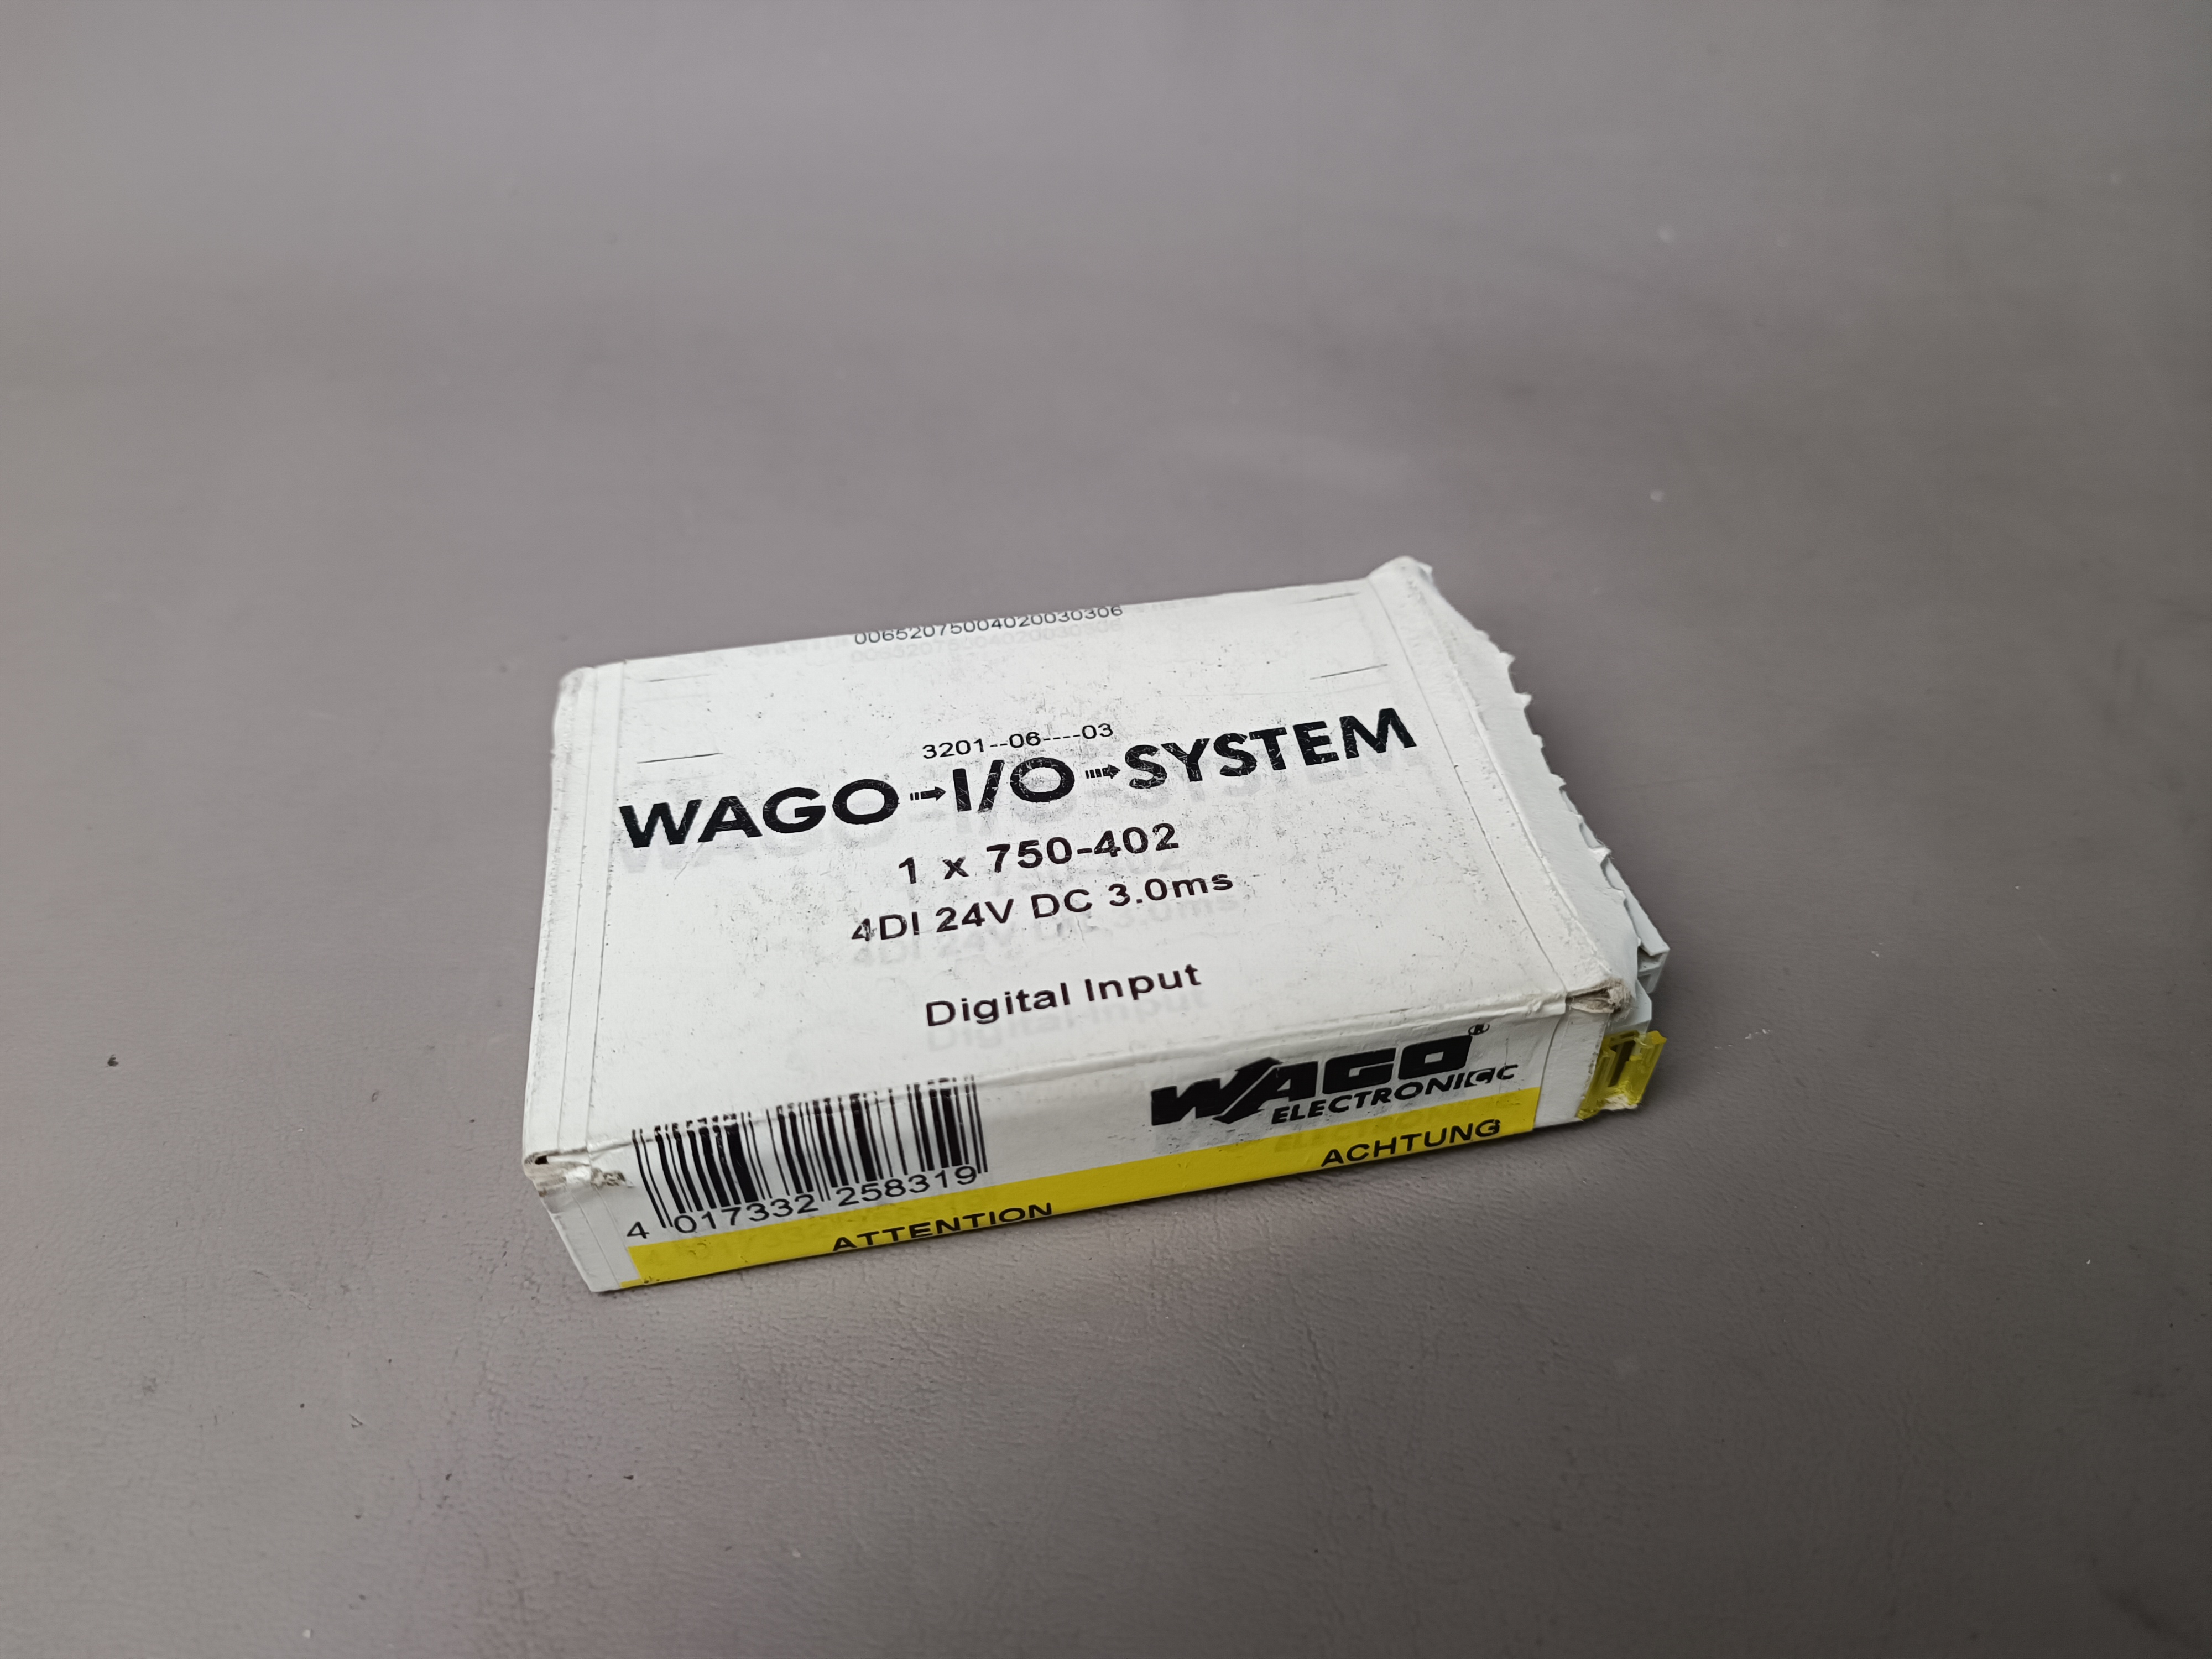 00652075004020030306
3201--06----03
WAGO I/O SYSTEM
1 x 750-402
4DI 24V DC 3.0ms
Digital Input
WAGO®
ELECTRONICC
4 017332 258319
ATTENTION
ACHTUNG